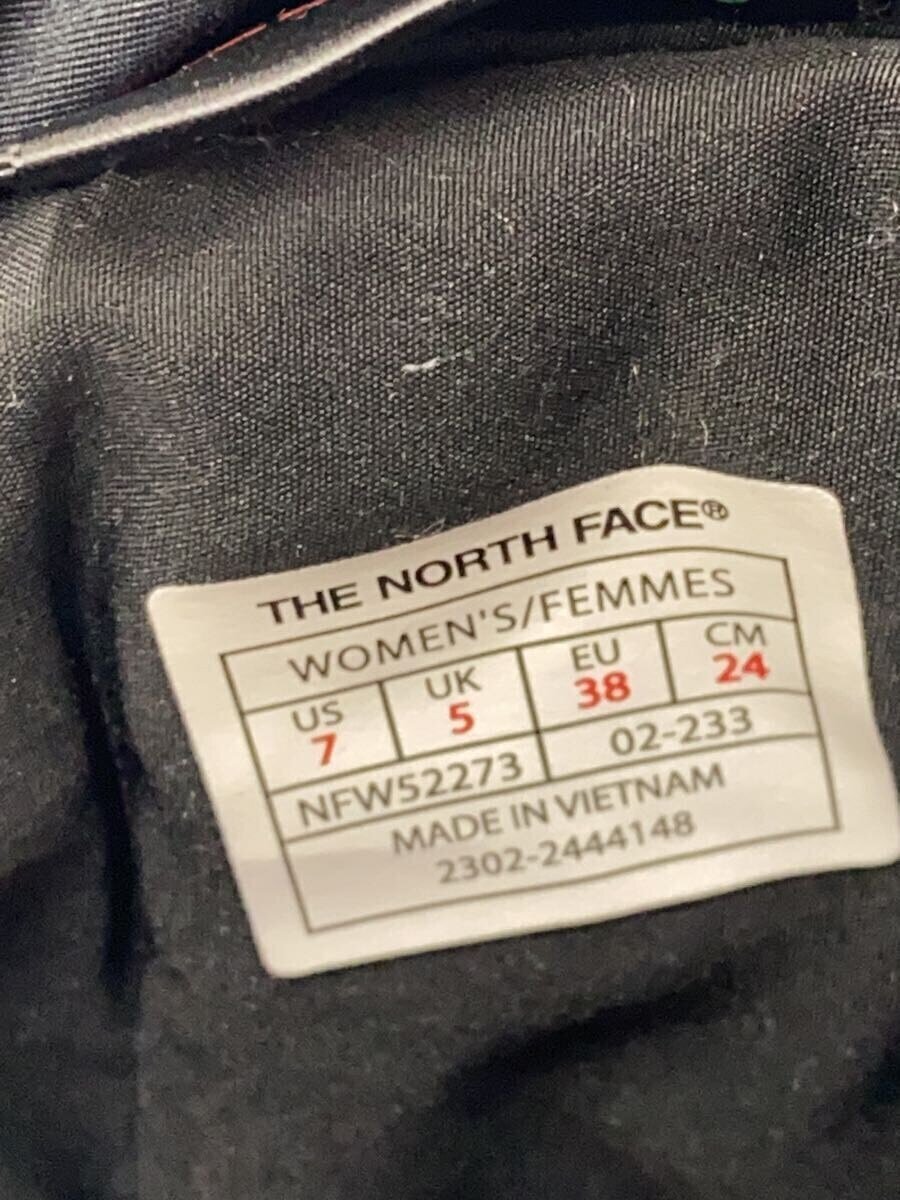 THE NORTH FACE®
WOMEN'S/FEMMES
US UK EU CM
7 5 38 24
NFW52273 02-233
MADE IN VIETNAM
2302-2444148